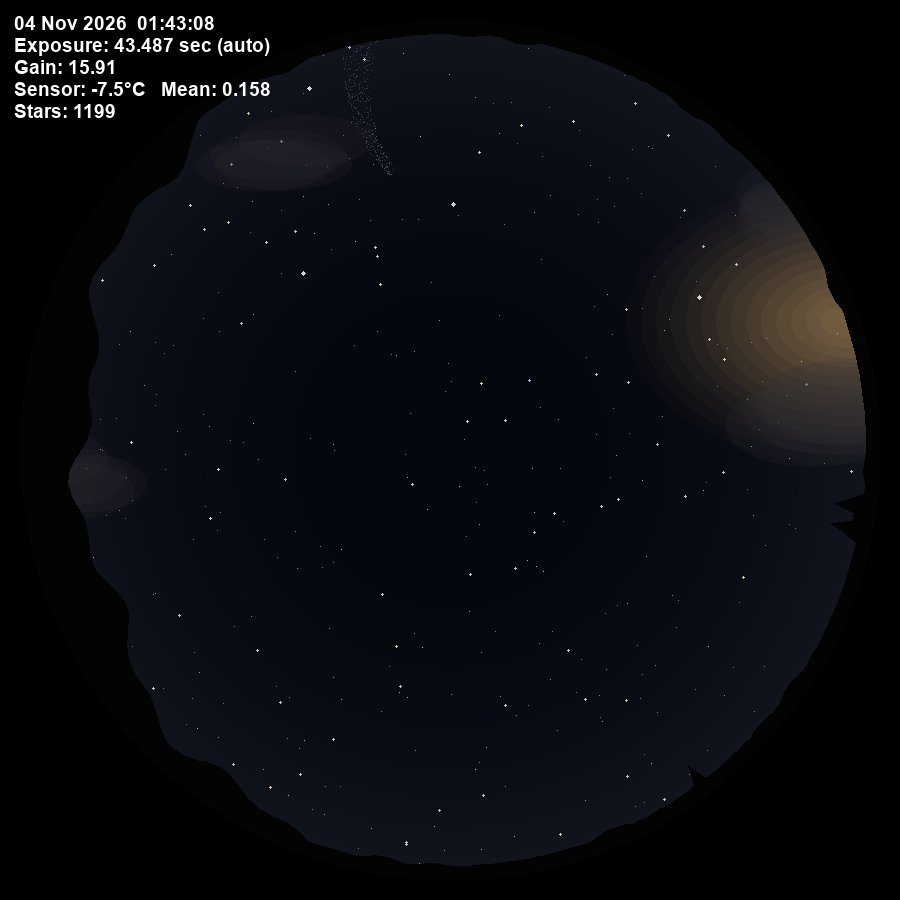 04 Nov 2026  01:43:08
Exposure: 43.487 sec (auto)
Gain: 15.91
Sensor: -7.5°C   Mean: 0.158
Stars: 1199